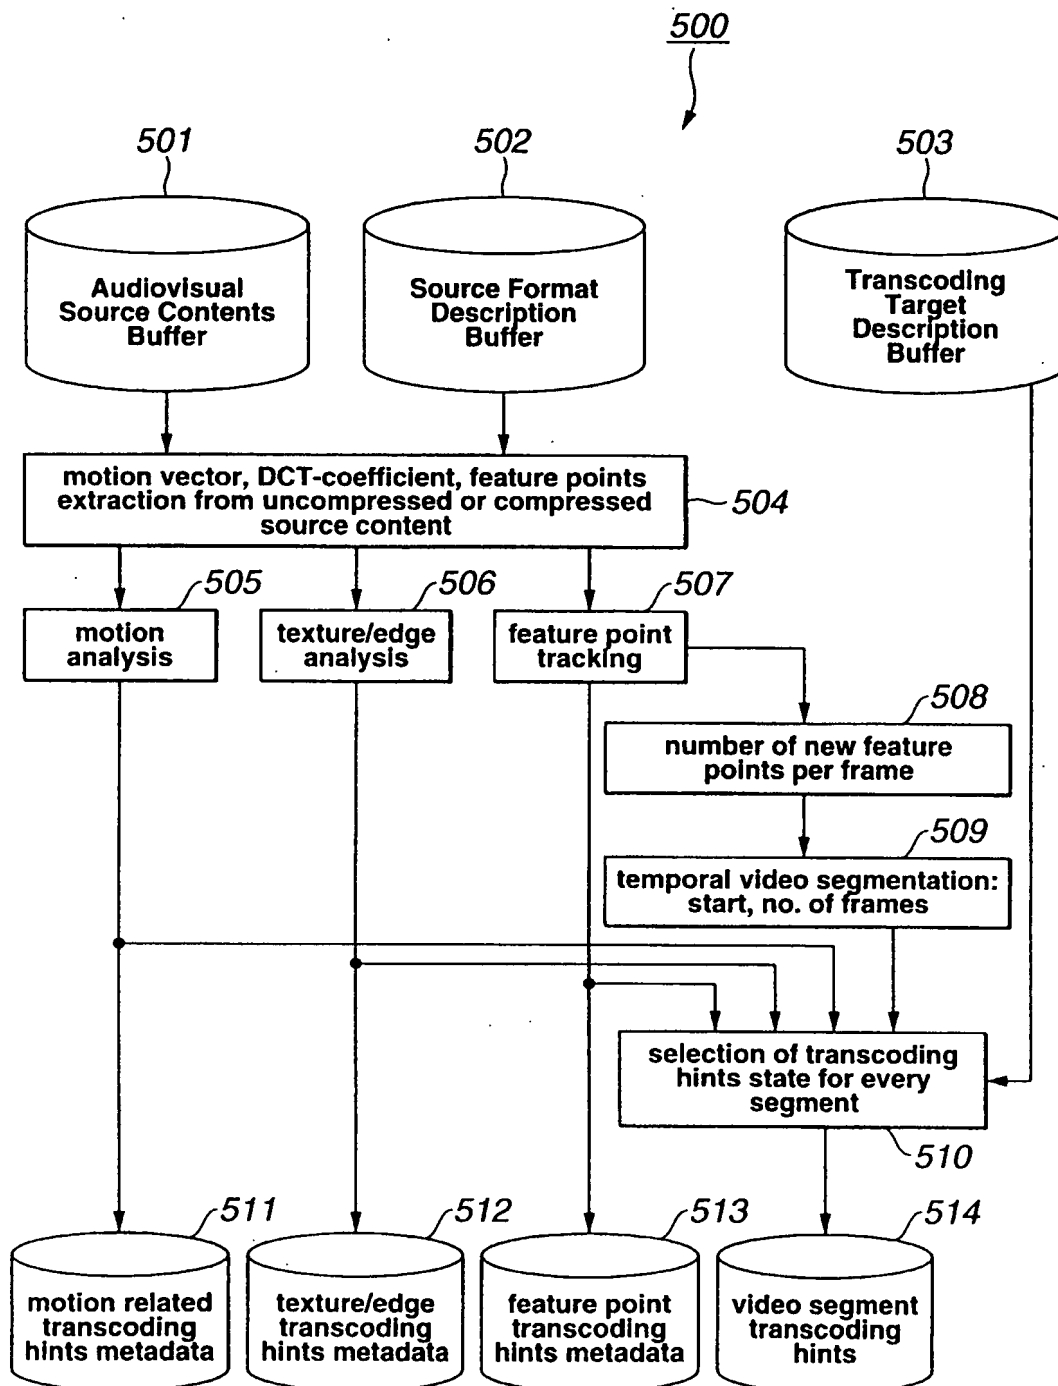 500
501
502
503
Audiovisual
Source Contents
Buffer
Source Format
Description
Buffer
Transcoding
Target
Description
Buffer
motion vector, DCT-coefficient, feature points
extraction from uncompressed or compressed
source content
504
505
506
507
motion
analysis
texture/edge
analysis
feature point
tracking
508
number of new feature
points per frame
509
temporal video segmentation:
start, no. of frames
selection of transcoding
hints state for every
segment
510
511
512
513
514
motion related
transcoding
hints metadata
texture/edge
transcoding
hints metadata
feature point
transcoding
hints metadata
video segment
transcoding
hints